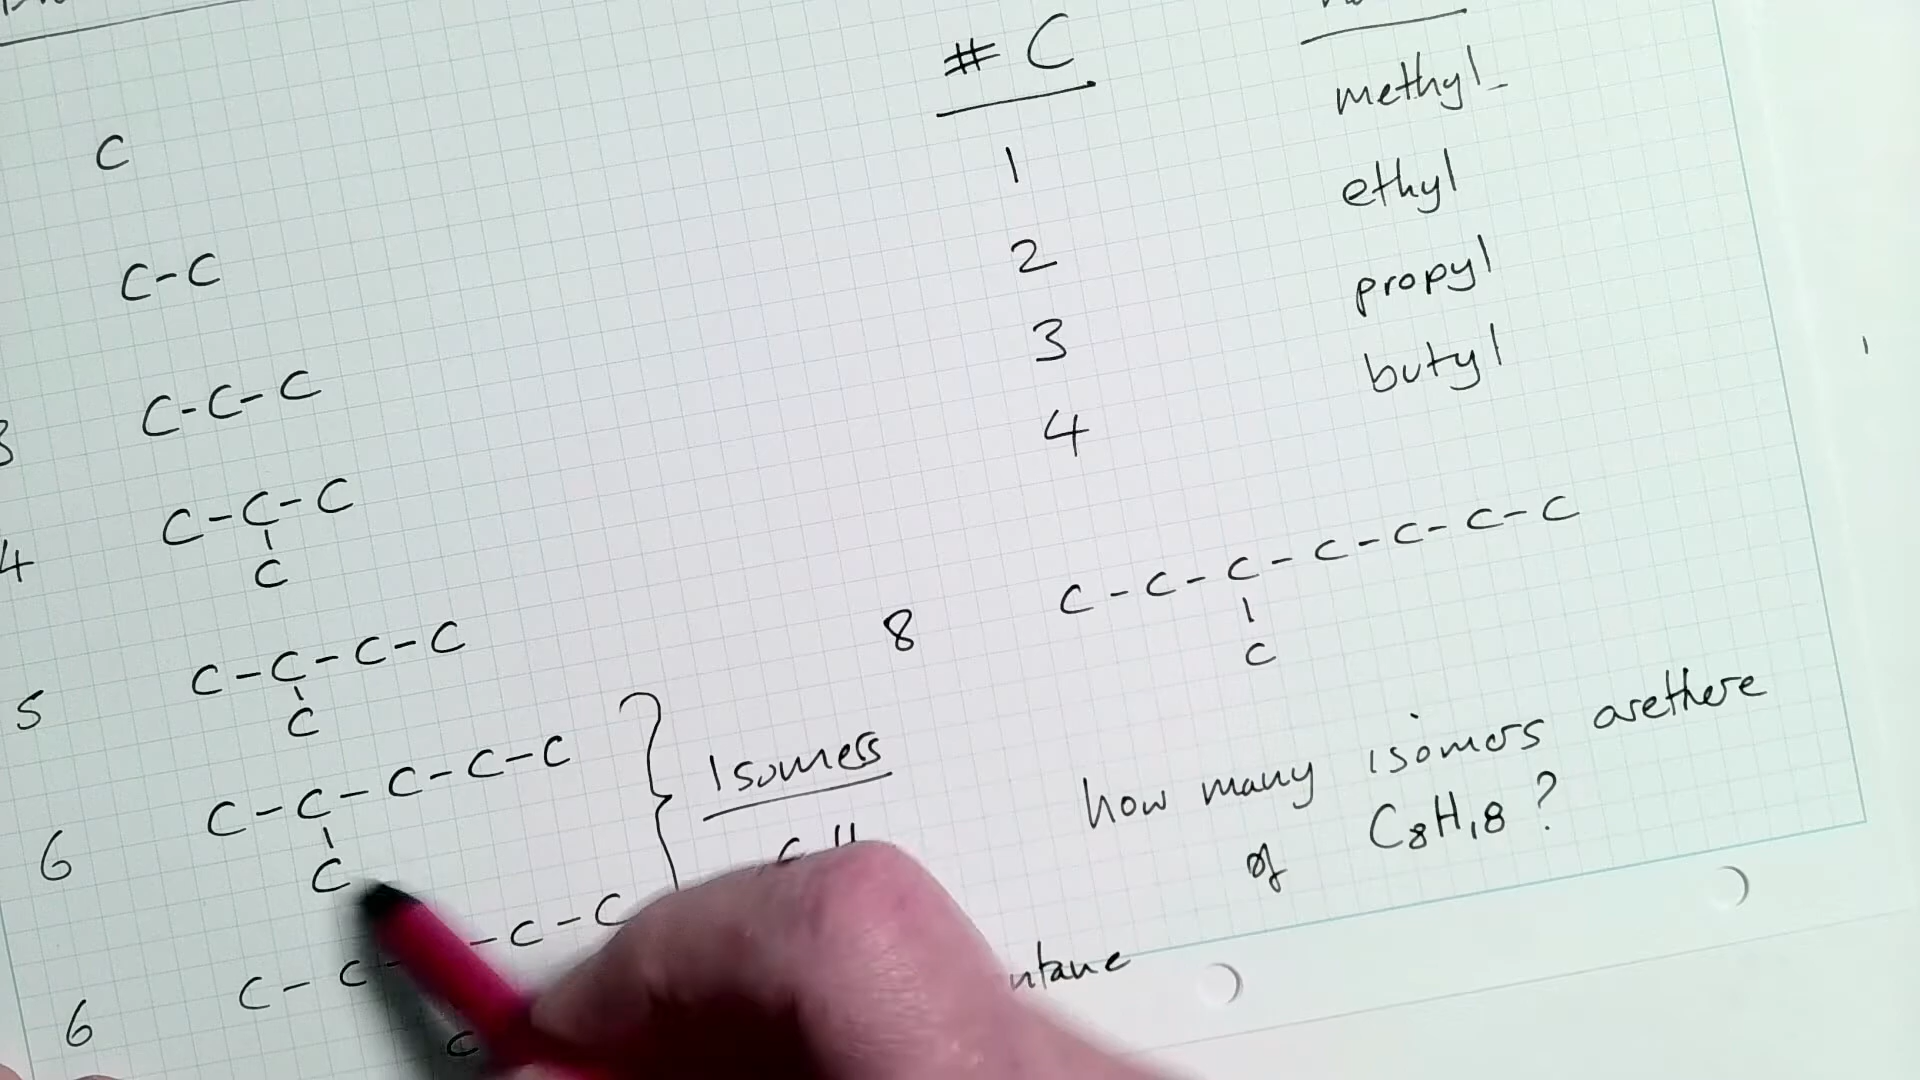 # C
C
1 methyl
C-C
2 ethyl
3 C-C-C
3 propyl
4 C-C-C
C
4 butyl
5 C-C-C-C
C
8 C-C-C-C-C-C-C
C
6 C-C-C-C-C
C
Isomers
how many isomers are there
of C₈H₁₈ ?
6 C-C- -C-C
C